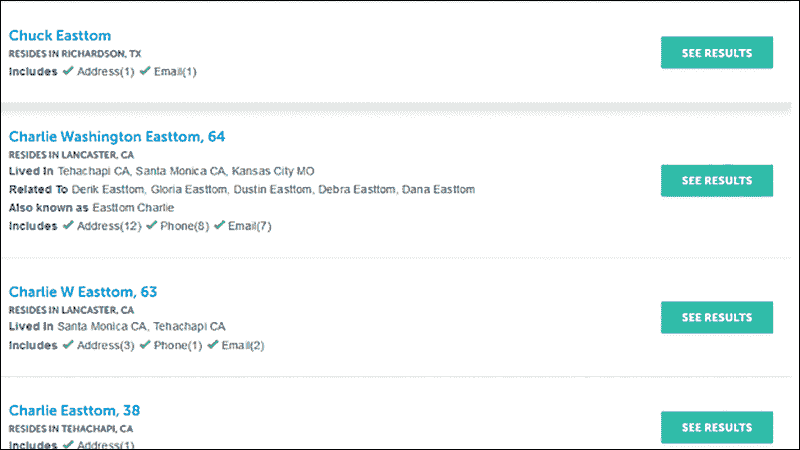 Chuck Easttom
RESIDES IN RICHARDSON, TX
Includes ✔ Address(1) ✔ Email(1)
SEE RESULTS
Charlie Washington Easttom, 64
RESIDES IN LANCASTER, CA
Lived In Tehachapi CA, Santa Monica CA, Kansas City MO
Related To Derik Easttom, Gloria Easttom, Dustin Easttom, Debra Easttom, Dana Easttom
Also known as Easttom Charlie
Includes ✔ Address(12) ✔ Phone(8) ✔ Email(7)
SEE RESULTS
Charlie W Easttom, 63
RESIDES IN LANCASTER, CA
Lived In Santa Monica CA, Tehachapi CA
Includes ✔ Address(3) ✔ Phone(1) ✔ Email(2)
SEE RESULTS
Charlie Easttom, 38
RESIDES IN TEHACHAPI, CA
Includes ✔ Address(1)
SEE RESULTS